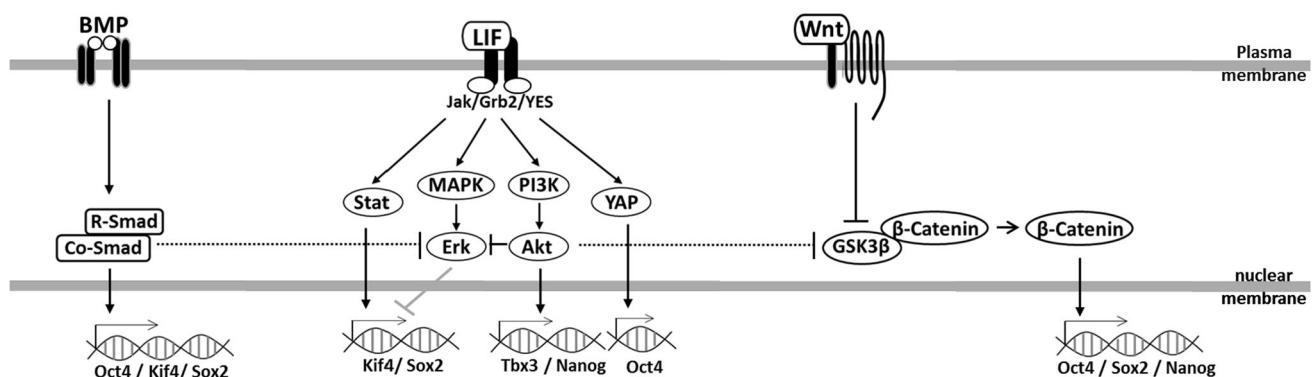 BMP
LIF
Wnt
Plasma
membrane
Jak/Grb2/YES
MAPK
PI3K
Stat
YAP
R-Smad
Co-Smad
Erk
Akt
GSK3β
β-Catenin
β-Catenin
nuclear
membrane
Oct4 / Kif4/ Sox2
Kif4/ Sox2
Tbx3 / Nanog
Oct4
Oct4 / Sox2 / Nanog